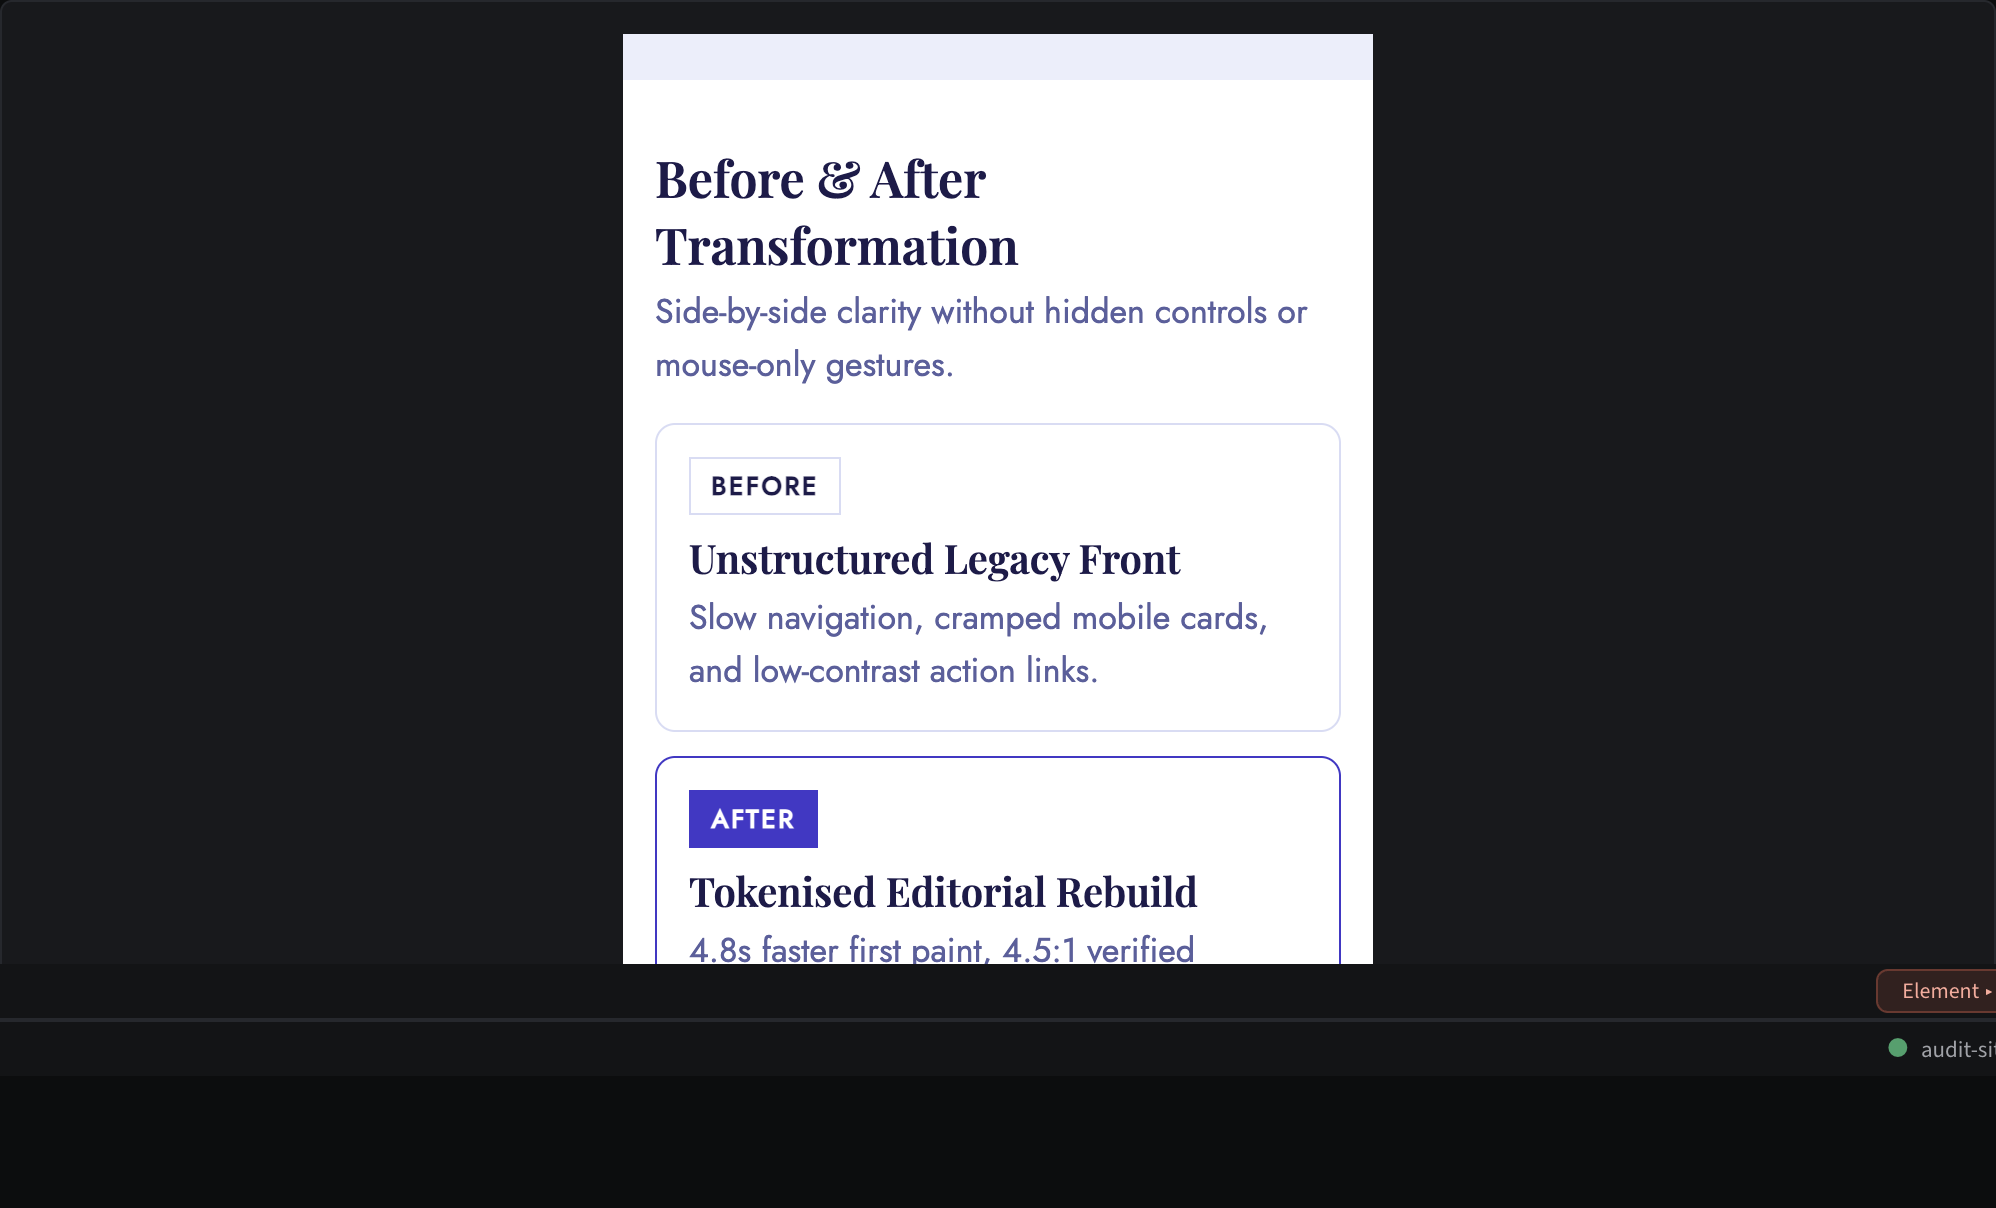 Before & After
Transformation
Side-by-side clarity without hidden controls or
mouse-only gestures.
BEFORE
Unstructured Legacy Front
Slow navigation, cramped mobile cards,
and low-contrast action links.
AFTER
Tokenised Editorial Rebuild
4.8s faster first paint, 4.5:1 verified
Element ▸
audit-sit